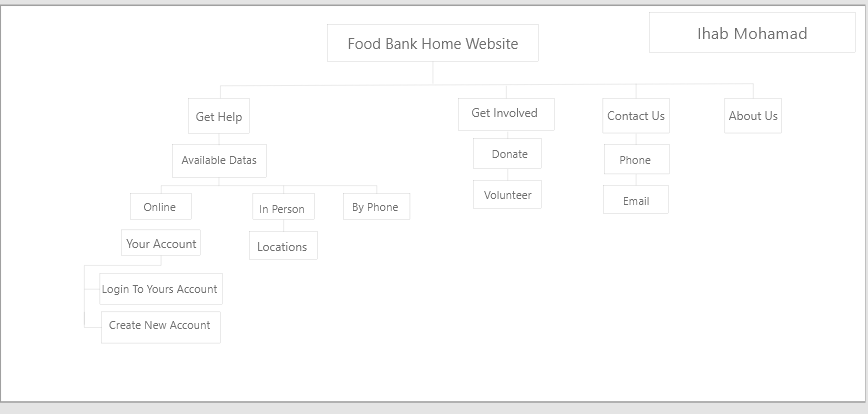 Food Bank Home Website
Ihab Mohamad
Get Help
Get Involved
Contact Us
About Us
Available Datas
Donate
Phone
Online
In Person
By Phone
Volunteer
Email
Your Account
Locations
Login To Yours Account
Create New Account